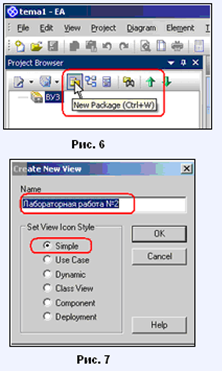 tema1 - EA
File Edit View Project Diagram Element
Project Browser
New Package (Ctrl+W)
ВУЗ
Рис. 6
Create New View
Name
Лабораторная работа №2
Set View Icon Style
Simple
Use Case
Dynamic
Class View
Component
Deployment
OK
Cancel
Help
Рис. 7